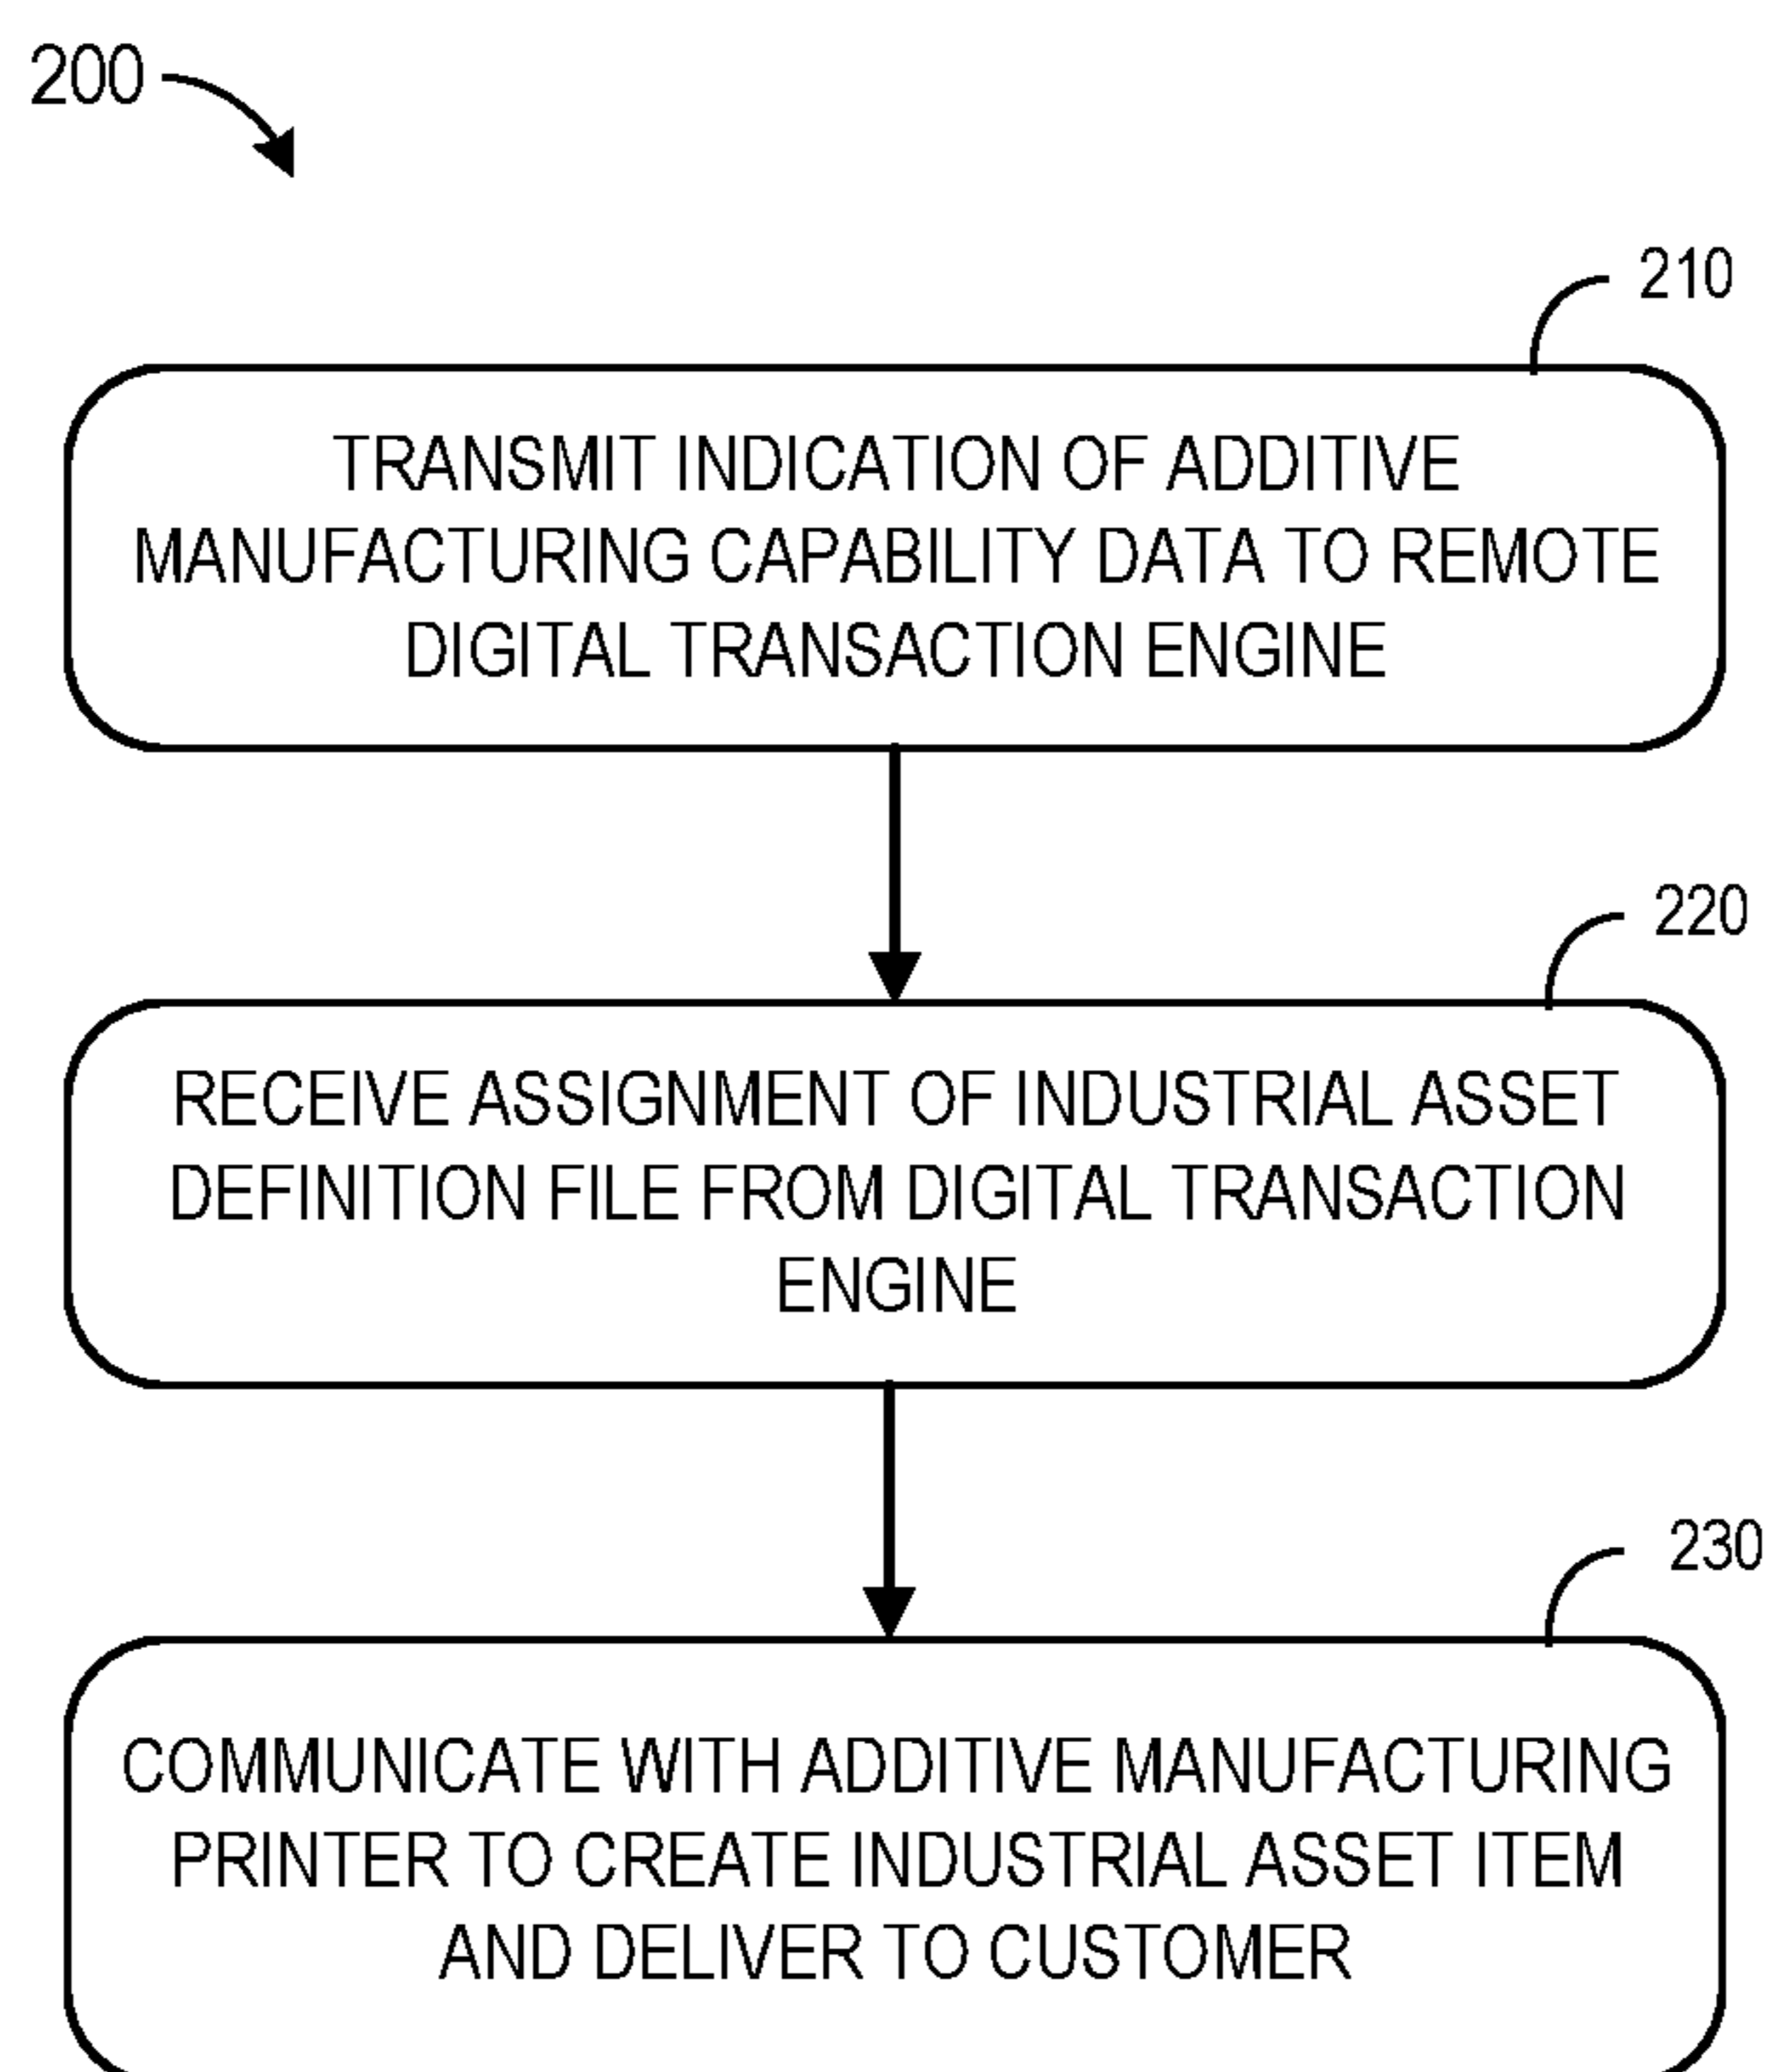 200
210
TRANSMIT INDICATION OF ADDITIVE
MANUFACTURING CAPABILITY DATA TO REMOTE
DIGITAL TRANSACTION ENGINE
220
RECEIVE ASSIGNMENT OF INDUSTRIAL ASSET
DEFINITION FILE FROM DIGITAL TRANSACTION
ENGINE
230
COMMUNICATE WITH ADDITIVE MANUFACTURING
PRINTER TO CREATE INDUSTRIAL ASSET ITEM
AND DELIVER TO CUSTOMER